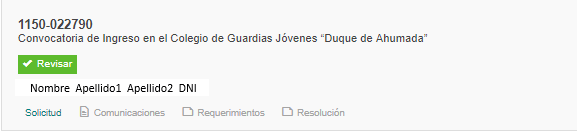 1150-022790
Convocatoria de Ingreso en el Colegio de Guardias Jóvenes “Duque de Ahumada”
Revisar
Nombre Apellido1 Apellido2 DNI
Solicitud Comunicaciones Requerimientos Resolución